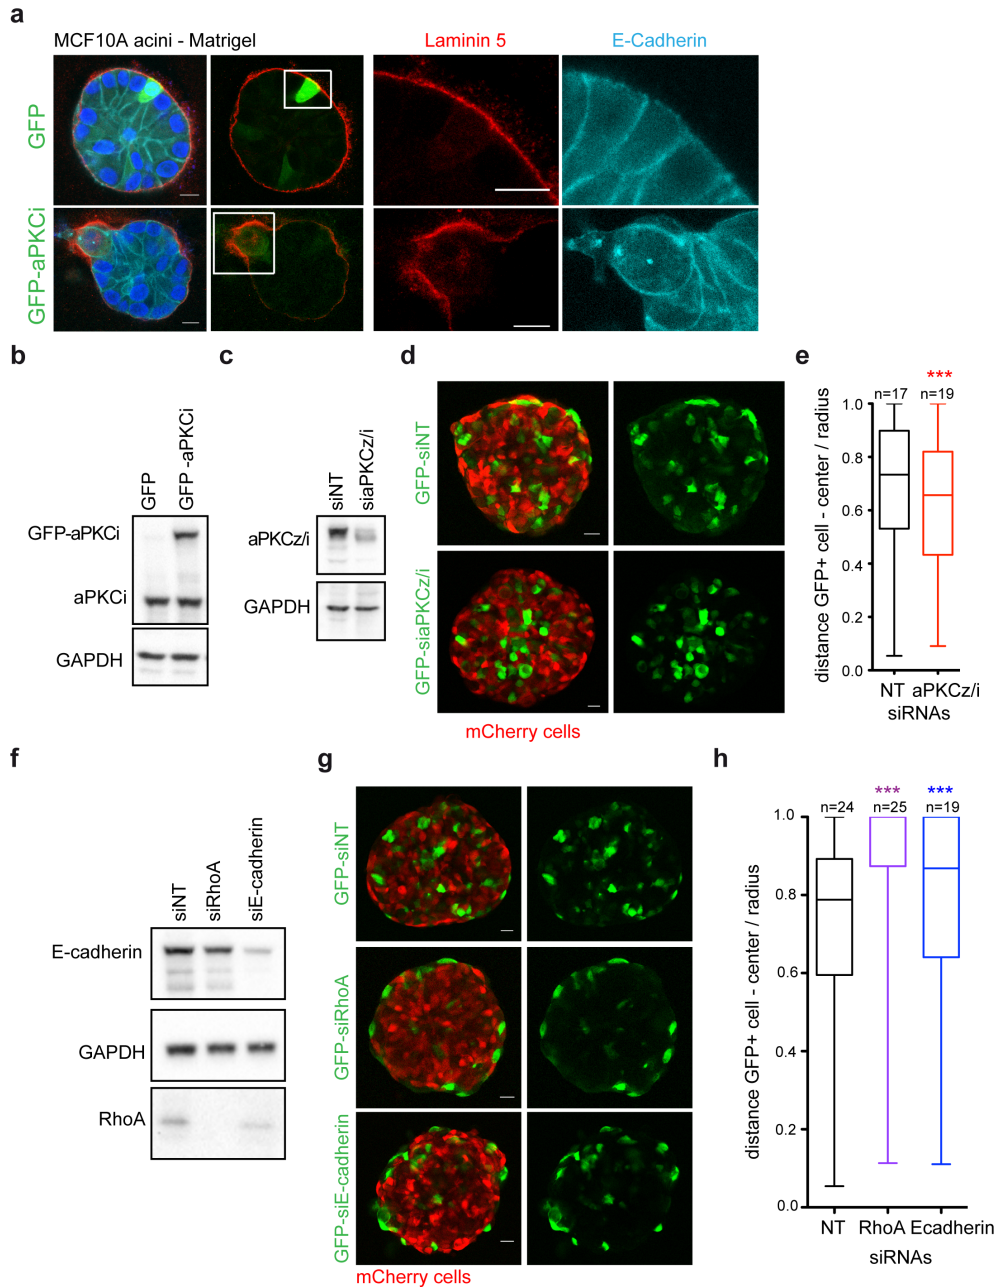 a
MCF10A acini - Matrigel
Laminin 5
E-Cadherin
GFP
GFP-aPKCi
b
c
d
e
GFP
GFP -aPKCi
GFP-aPKCi
aPKCi
GAPDH
siNT
siaPKCz/i
aPKCz/i
GAPDH
GFP-siNT
GFP-siaPKCz/i
mCherry cells
***
n=17
n=19
distance GFP+ cell - center / radius
1.0
0.8
0.6
0.4
0.2
0.0
NT
aPKCz/i
siRNAs
f
g
h
siNT
siRhoA
siE-cadherin
E-cadherin
GAPDH
RhoA
GFP-siNT
GFP-siRhoA
GFP-siE-cadherin
mCherry cells
***
***
n=24
n=25
n=19
distance GFP+ cell - center / radius
1.0
0.8
0.6
0.4
0.2
0.0
NT
RhoA
Ecadherin
siRNAs